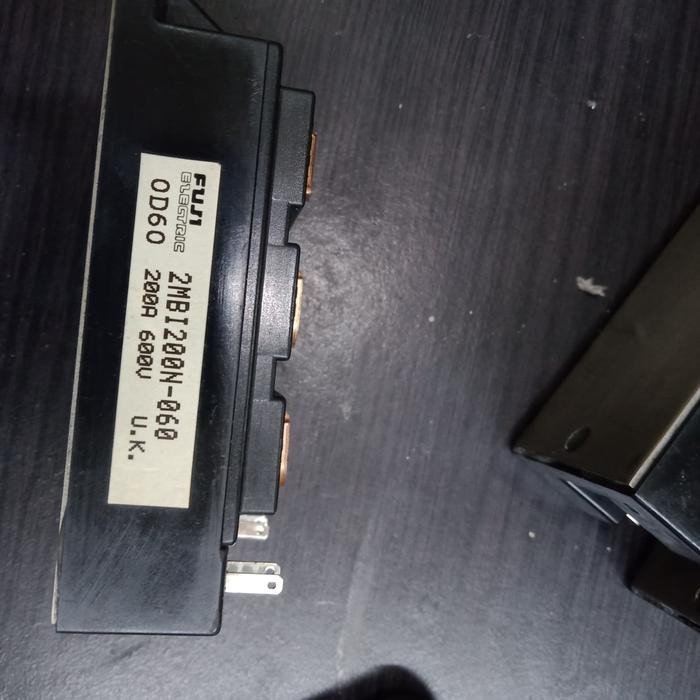 FUJI
ELECTRIC
2MBI200N-060
OD60
200A 600V
U.K.